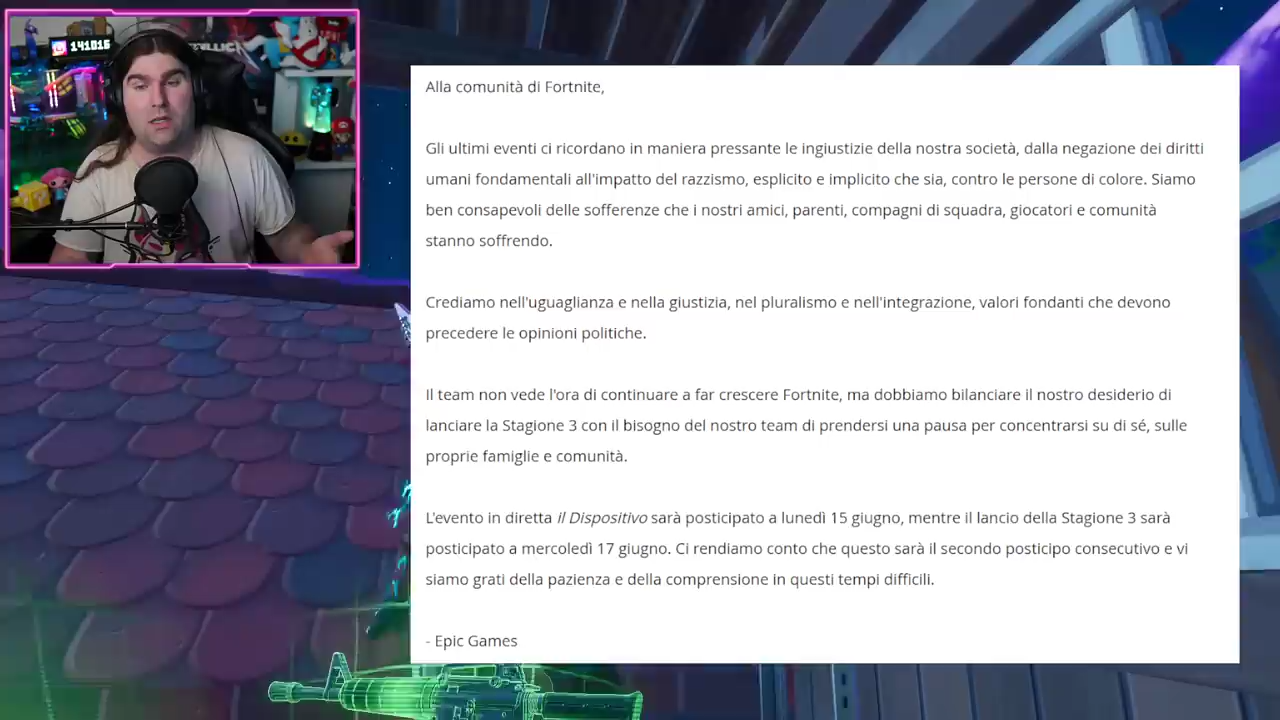 141015
Alla comunità di Fortnite,
Gli ultimi eventi ci ricordano in maniera pressante le ingiustizie della nostra società, dalla negazione dei diritti
umani fondamentali all'impatto del razzismo, esplicito e implicito che sia, contro le persone di colore. Siamo
ben consapevoli delle sofferenze che i nostri amici, parenti, compagni di squadra, giocatori e comunità
stanno soffrendo.
Crediamo nell'uguaglianza e nella giustizia, nel pluralismo e nell'integrazione, valori fondanti che devono
precedere le opinioni politiche.
Il team non vede l'ora di continuare a far crescere Fortnite, ma dobbiamo bilanciare il nostro desiderio di
lanciare la Stagione 3 con il bisogno del nostro team di prendersi una pausa per concentrarsi su di sé, sulle
proprie famiglie e comunità.
L'evento in diretta il Dispositivo sarà posticipato a lunedì 15 giugno, mentre il lancio della Stagione 3 sarà
posticipato a mercoledì 17 giugno. Ci rendiamo conto che questo sarà il secondo posticipo consecutivo e vi
siamo grati della pazienza e della comprensione in questi tempi difficili.
- Epic Games